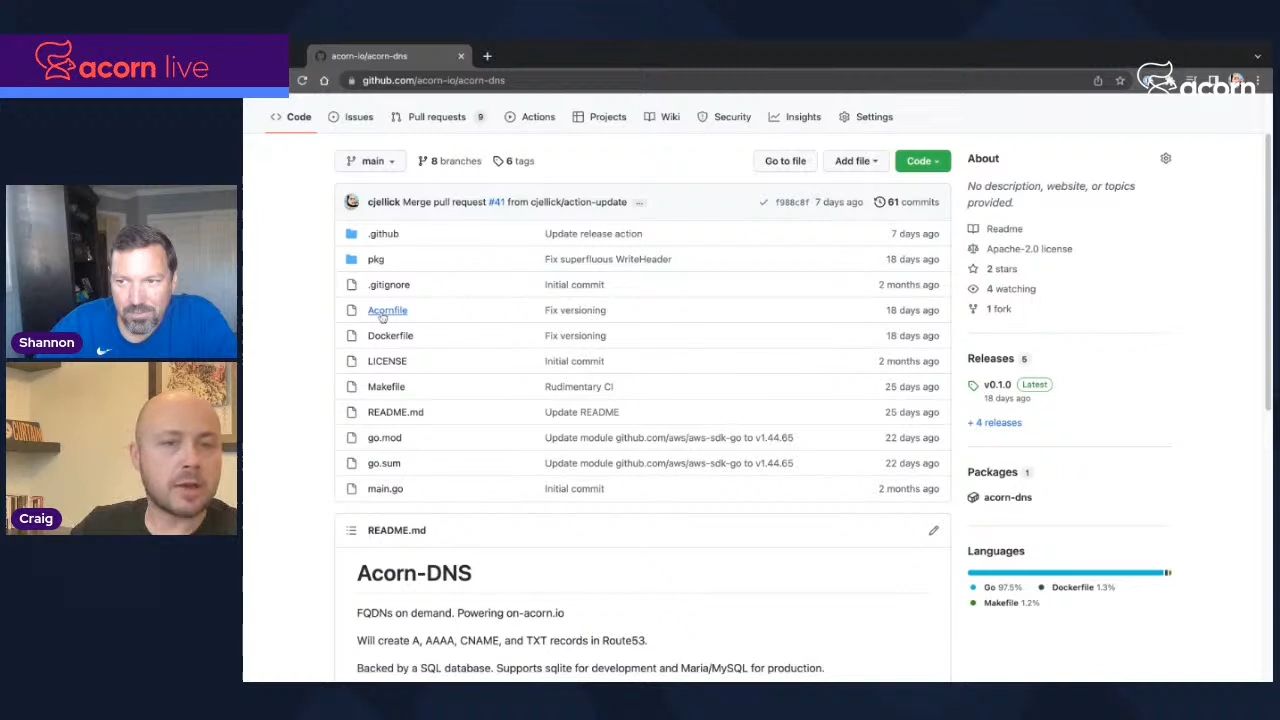 acorn live
acorn-io/acorn-dns
github.com/acorn-io/acorn-dns
acorn
Code Issues Pull requests 9 Actions Projects Wiki Security Insights Settings
main 8 branches 6 tags Go to file Add file Code
cjellick Merge pull request #41 from cjellick/action-update ... f988c8f 7 days ago 61 commits
.github Update release action 7 days ago
pkg Fix superfluous WriteHeader 18 days ago
.gitignore Initial commit 2 months ago
Acornfile Fix versioning 18 days ago
Dockerfile Fix versioning 18 days ago
LICENSE Initial commit 2 months ago
Makefile Rudimentary CI 25 days ago
README.md Update README 25 days ago
go.mod Update module github.com/aws/aws-sdk-go to v1.44.65 22 days ago
go.sum Update module github.com/aws/aws-sdk-go to v1.44.65 22 days ago
main.go Initial commit 2 months ago
README.md
Acorn-DNS
FQDNs on demand. Powering on-acorn.io
Will create A, AAAA, CNAME, and TXT records in Route53.
Backed by a SQL database. Supports sqlite for development and Maria/MySQL for production.
About
No description, website, or topics
provided.
Readme
Apache-2.0 license
2 stars
4 watching
1 fork
Releases 5
v0.1.0 Latest
18 days ago
+ 4 releases
Packages 1
acorn-dns
Languages
Go 97.5% Dockerfile 1.3%
Makefile 1.2%
Shannon
CURTAIN
Craig